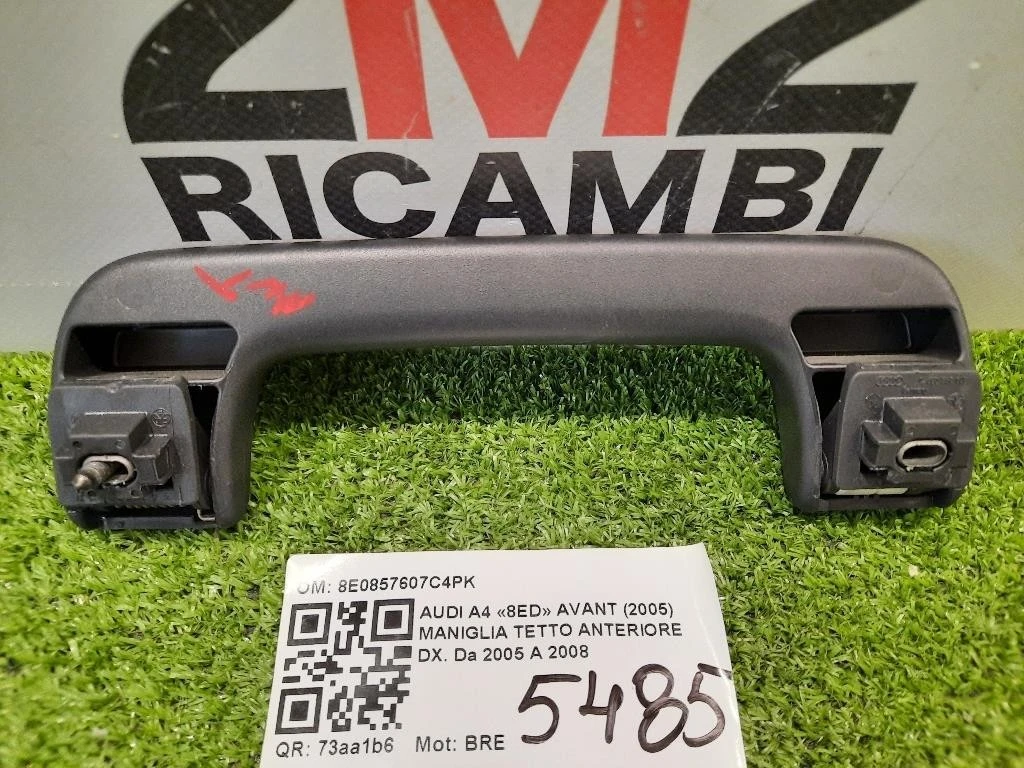 2M2
RICAMBI
OM: 8E0857607C4PK
AUDI A4 «8ED» AVANT (2005)
MANIGLIA TETTO ANTERIORE
DX. Da 2005 A 2008
5485
QR: 73aa1b6 Mot: BRE